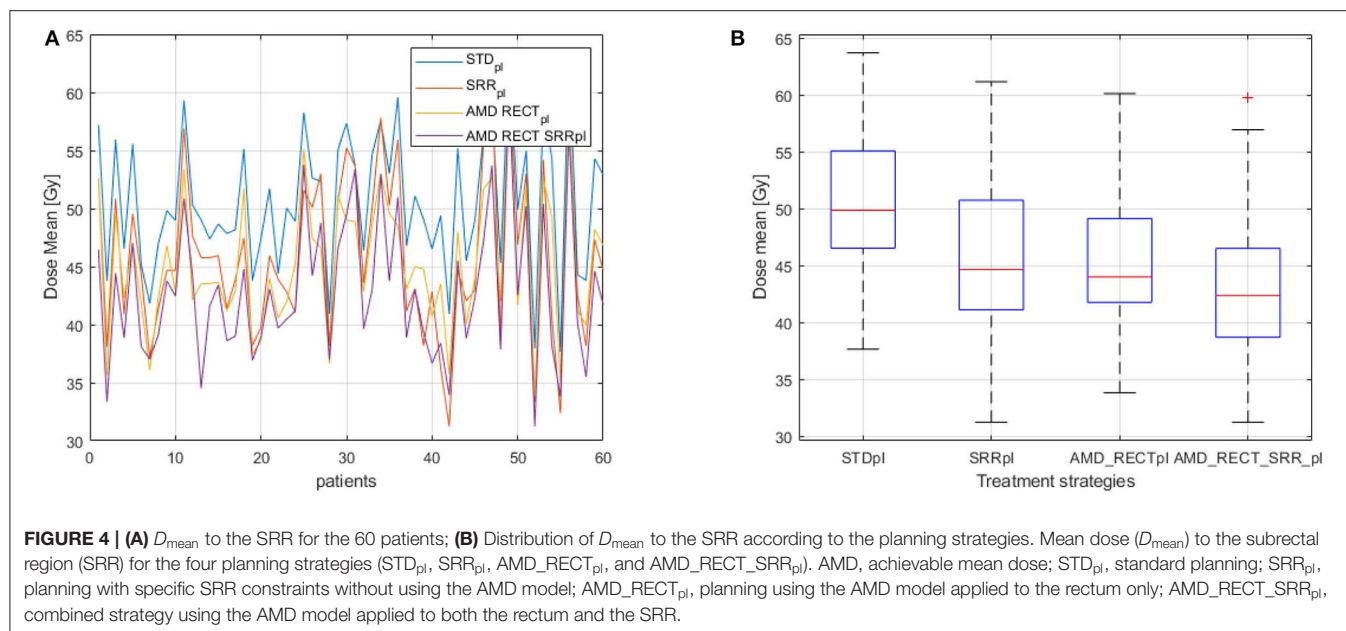 A
65
60
55
50
45
40
35
30
Dose Mean [Gy]
0
10
20
30
40
50
60
patients
STDpl
SRRpl
AMD RECTpl
AMD RECT SRRpl
B
65
60
55
50
45
40
35
30
Dose mean [Gy]
STDpl
SRRpl
AMD_RECTpl
AMD_RECT_SRR_pl
Treatment strategies
FIGURE 4 | (A) Dmean to the SRR for the 60 patients; (B) Distribution of Dmean to the SRR according to the planning strategies. Mean dose (Dmean) to the subrectal
region (SRR) for the four planning strategies (STDpl, SRRpl, AMD_RECTpl, and AMD_RECT_SRRpl). AMD, achievable mean dose; STDpl, standard planning; SRRpl,
planning with specific SRR constraints without using the AMD model; AMD_RECTpl, planning using the AMD model applied to the rectum only; AMD_RECT_SRRpl,
combined strategy using the AMD model applied to both the rectum and the SRR.